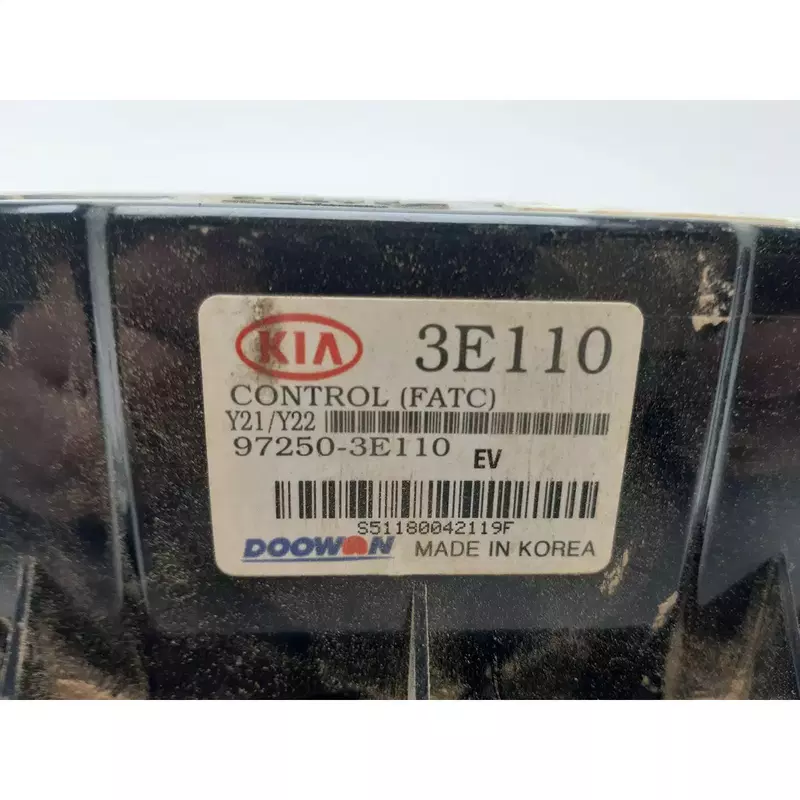 KIA 3E110
CONTROL (FATC)
Y21/Y22
97250-3E110 EV
S51180042119F
DOOWON MADE IN KOREA